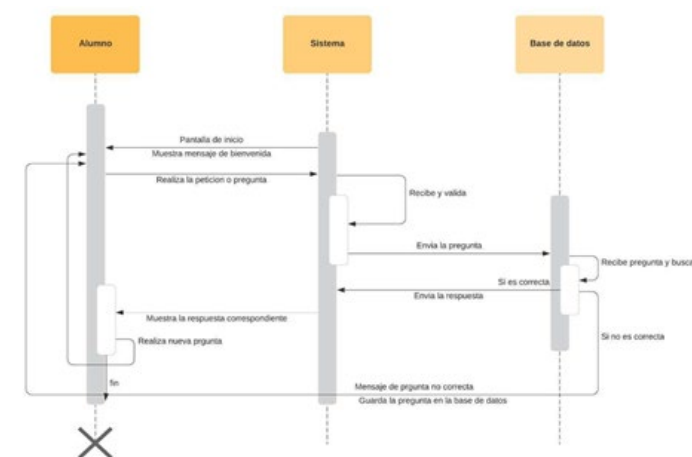 Alumno
Sistema
Base de datos
Pantalla de inicio
Muestra mensaje de bienvenida
Realiza la peticion o pregunta
Recibe y valida
Envia la pregunta
Recibe pregunta y busca
Si es correcta
Envia la respuesta
Muestra la respuesta correspondiente
Realiza nueva prgunta
Si no es correcta
fin
Mensaje de prgunta no correcta
Guarda la pregunta en la base de datos